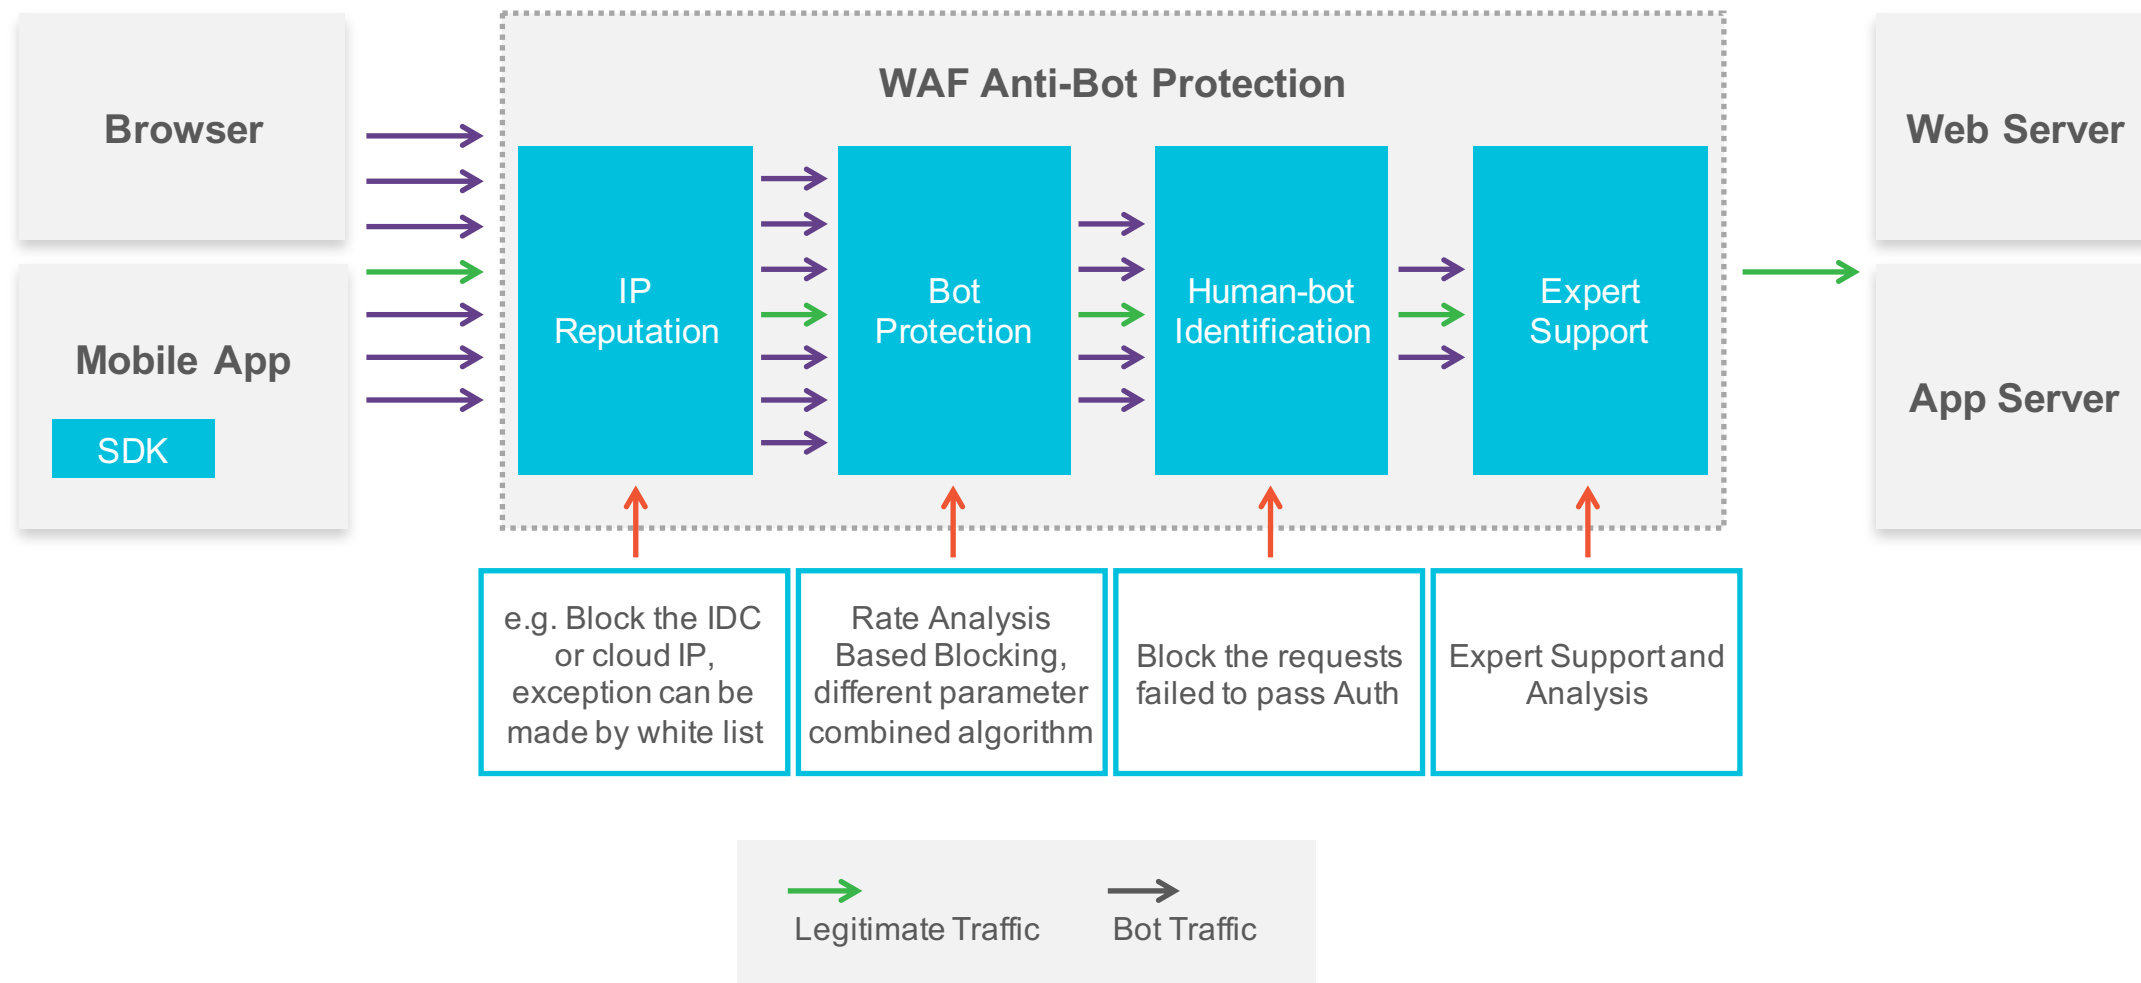 Browser
Mobile App
SDK
WAF Anti-Bot Protection
IP
Reputation
Bot
Protection
Human-bot
Identification
Expert
Support
Web Server
App Server
e.g. Block the IDC
or cloud IP,
exception can be
made by white list
Rate Analysis
Based Blocking,
different parameter
combined algorithm
Block the requests
failed to pass Auth
Expert Support and
Analysis
Legitimate Traffic
Bot Traffic